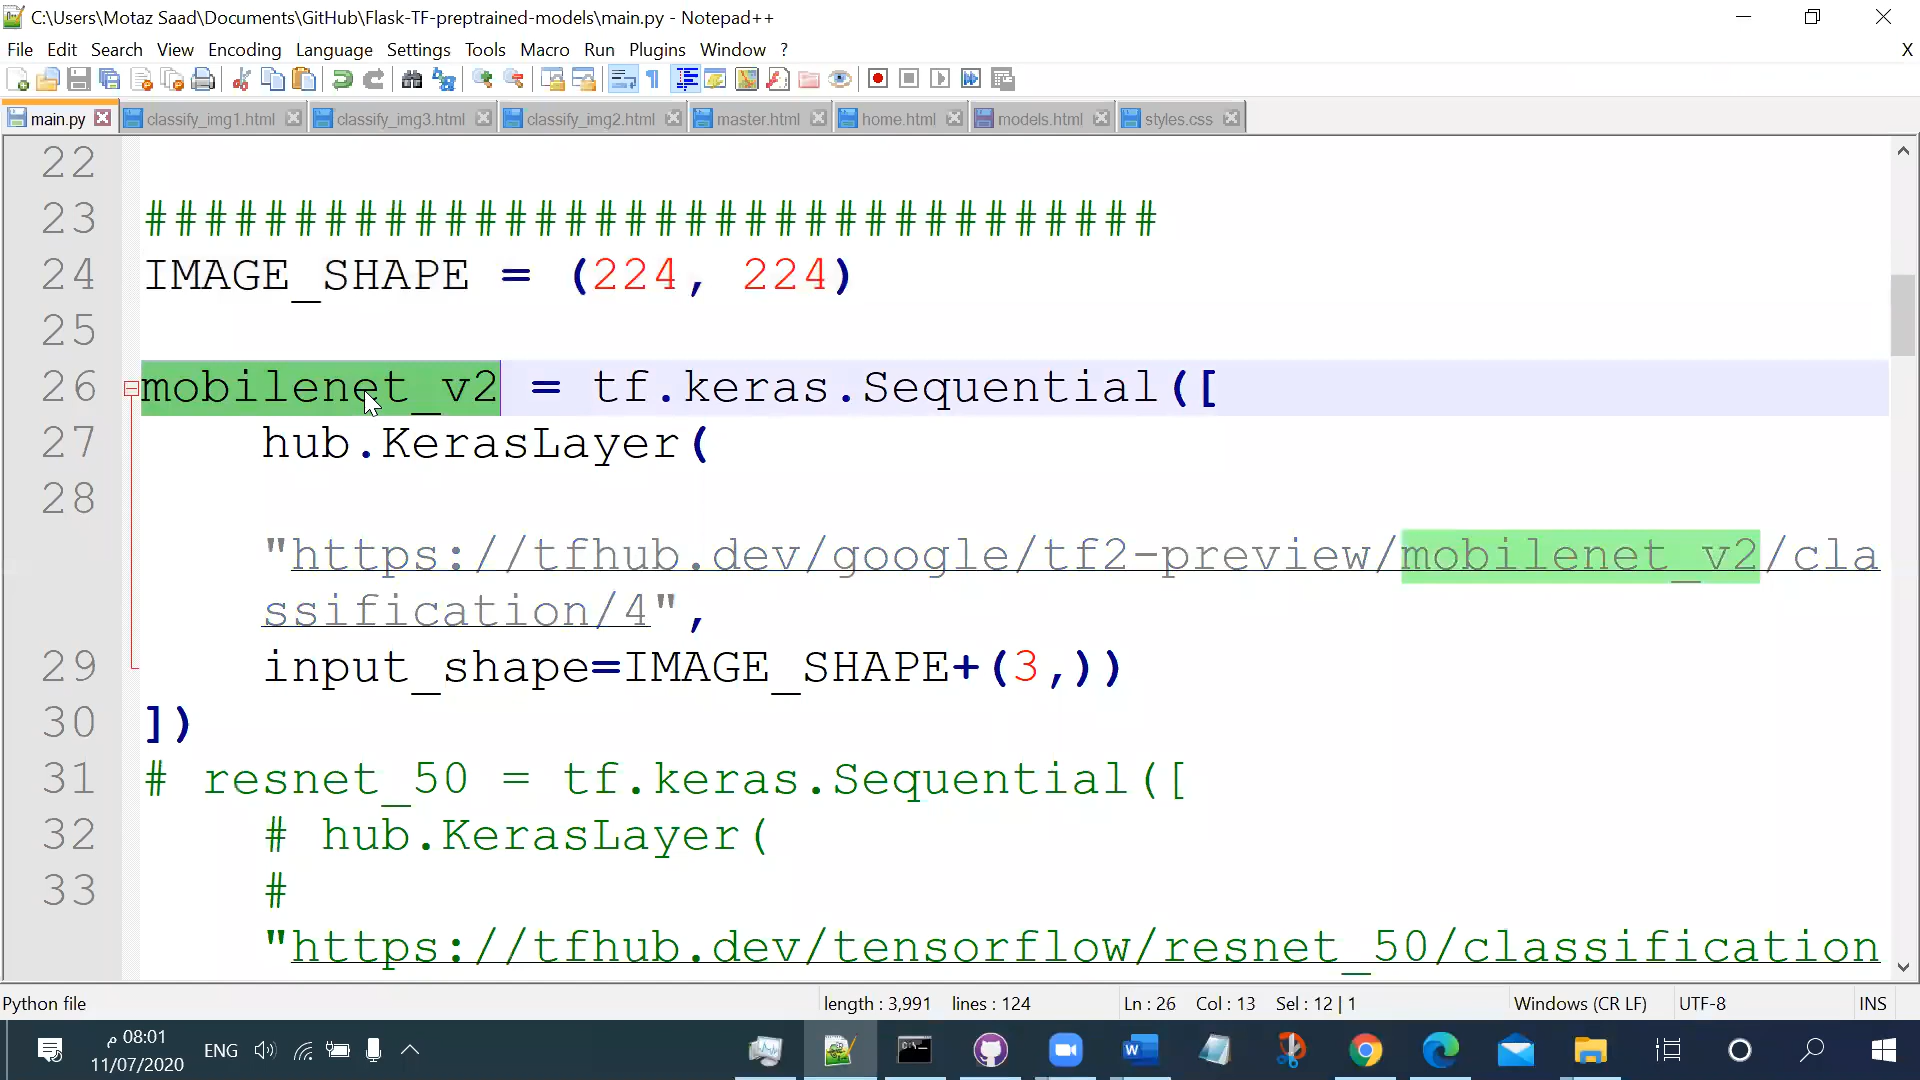 C:\Users\Motaz Saad\Documents\GitHub\Flask-TF-preptrained-models\main.py - Notepad++
File Edit Search View Encoding Language Settings Tools Macro Run Plugins Window ? X
main.py classify_img1.html classify_img3.html classify_img2.html master.html home.html models.html styles.css
22
23 ##################################
24 IMAGE_SHAPE = (224, 224)
25
26 mobilenet_v2 = tf.keras.Sequential([
27 hub.KerasLayer(
28
"https://tfhub.dev/google/tf2-preview/mobilenet_v2/cla
ssification/4",
29 input_shape=IMAGE_SHAPE+(3,))
30 ])
31 # resnet_50 = tf.keras.Sequential([
32 # hub.KerasLayer(
33 #
"https://tfhub.dev/tensorflow/resnet_50/classification
Python file length : 3,991 lines : 124 Ln : 26 Col : 13 Sel : 12 | 1 Windows (CR LF) UTF-8 INS
08:01 م
ENG
11/07/2020